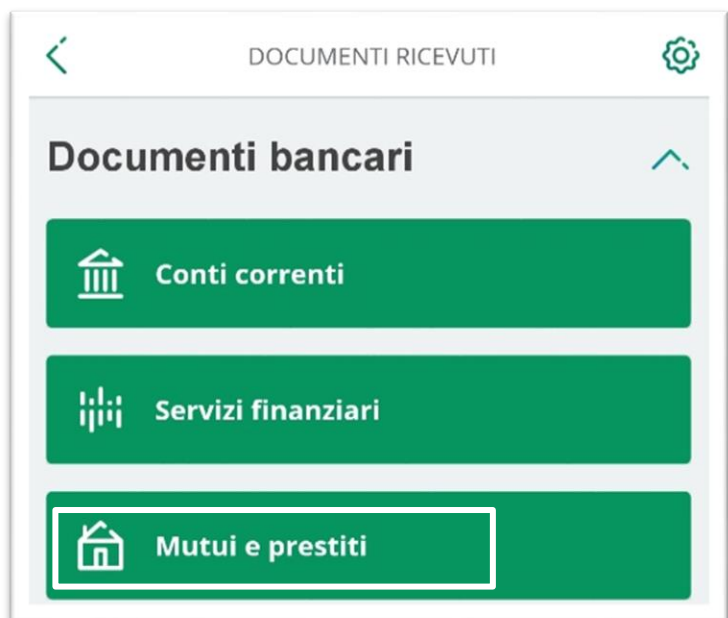 DOCUMENTI RICEVUTI
Documenti bancari
Conti correnti
Servizi finanziari
Mutui e prestiti